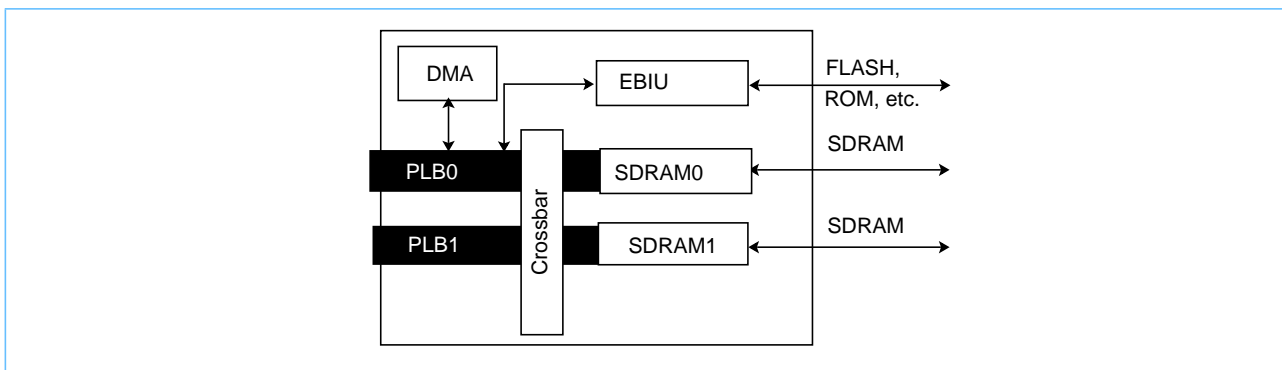 DMA
EBIU
FLASH,
ROM, etc.
PLB0
Crossbar
SDRAM0
SDRAM
PLB1
SDRAM1
SDRAM